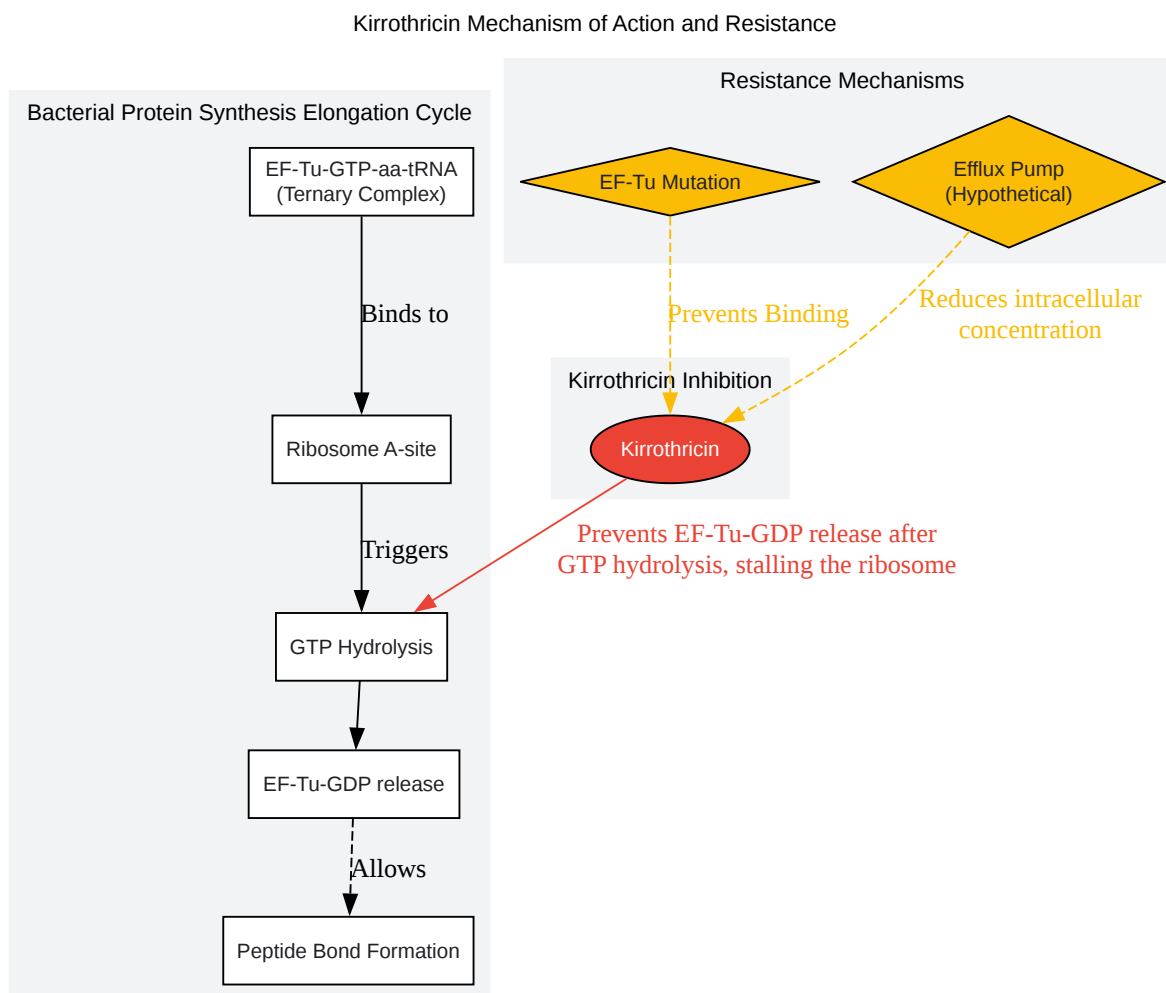 Kirrothricin Mechanism of Action and Resistance
Resistance Mechanisms
Bacterial Protein Synthesis Elongation Cycle
EF-Tu-GTP-aa-tRNA
(Ternary Complex)
EF-Tu Mutation
Efflux Pump
(Hypothetical)
Binds to
Prevents Binding
Reduces intracellular
concentration
Kirrothricin Inhibition
Ribosome A-site
Kirrothricin
Triggers
Prevents EF-Tu-GDP release after
GTP hydrolysis, stalling the ribosome
GTP Hydrolysis
EF-Tu-GDP release
Allows
Peptide Bond Formation